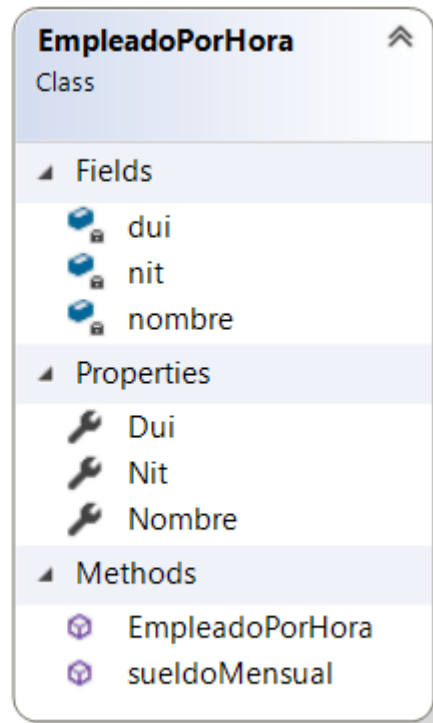 EmpleadoPorHora
Class
Fields
dui
nit
nombre
Properties
Dui
Nit
Nombre
Methods
EmpleadoPorHora
sueldoMensual